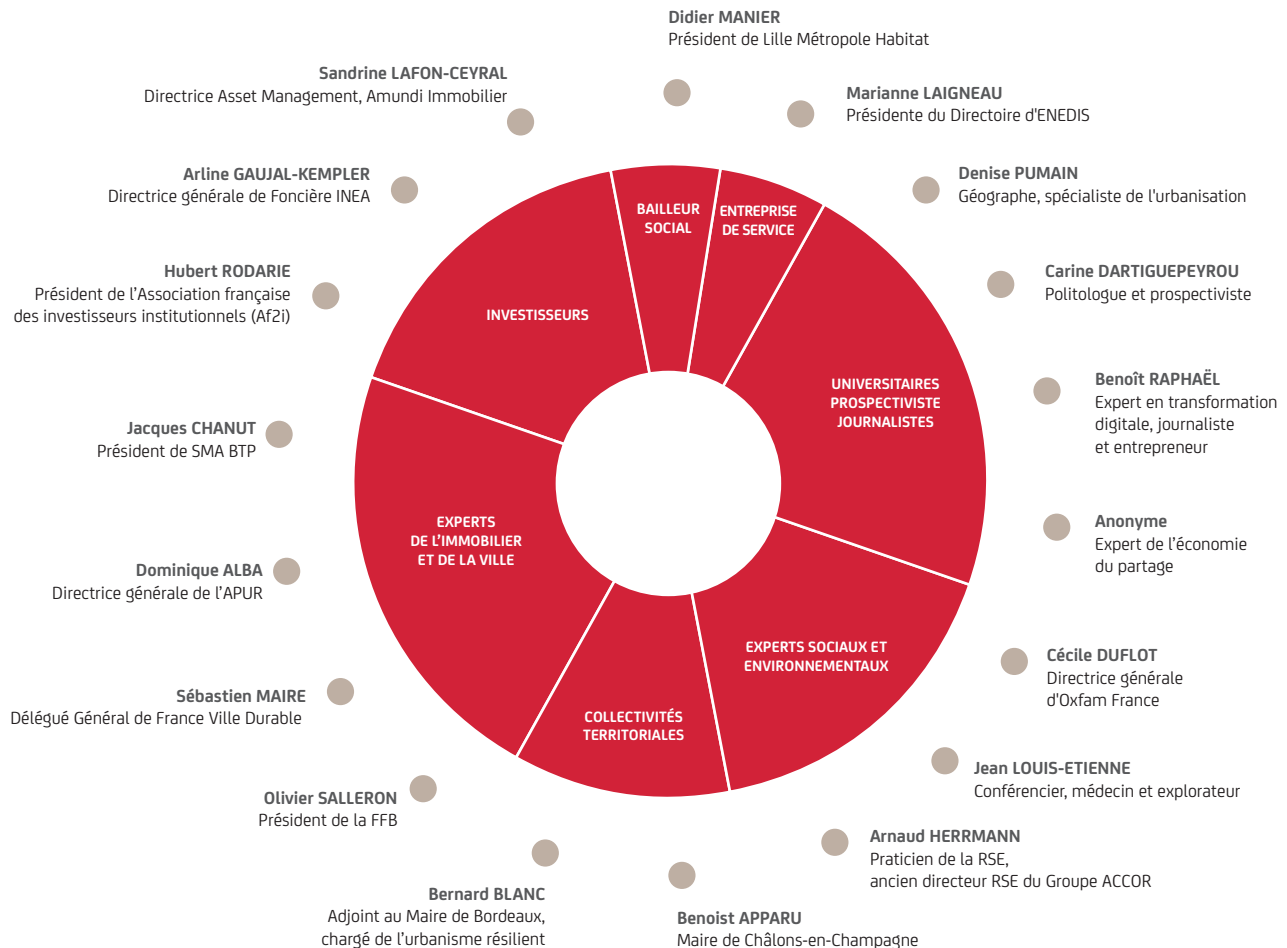 Didier MANIER
Président de Lille Métropole Habitat
Sandrine LAFON-CEYRAL
Directrice Asset Management, Amundi Immobilier
Marianne LAIGNEAU
Présidente du Directoire d'ENEDIS
Arline GAUJAL-KEMPLER
Directrice générale de Foncière INEA
Denise PUMAIN
Géographe, spécialiste de l'urbanisation
BAILLEUR
SOCIAL
ENTREPRISE
DE SERVICE
Hubert RODARIE
Président de l’Association française
des investisseurs institutionnels (Af2i)
Carine DARTIGUEPEYROU
Politologue et prospectiviste
INVESTISSEURS
UNIVERSITAIRES
PROSPECTIVISTE
JOURNALISTES
Benoît RAPHAËL
Expert en transformation
digitale, journaliste
et entrepreneur
Jacques CHANUT
Président de SMA BTP
EXPERTS
DE L’IMMOBILIER
ET DE LA VILLE
Anonyme
Expert de l’économie
du partage
Dominique ALBA
Directrice générale de l’APUR
EXPERTS SOCIAUX ET
ENVIRONNEMENTAUX
Cécile DUFLOT
Directrice générale
d'Oxfam France
Sébastien MAIRE
Délégué Général de France Ville Durable
COLLECTIVITÉS
TERRITORIALES
Jean LOUIS-ETIENNE
Conférencier, médecin et explorateur
Olivier SALLERON
Président de la FFB
Arnaud HERRMANN
Praticien de la RSE,
ancien directeur RSE du Groupe ACCOR
Bernard BLANC
Adjoint au Maire de Bordeaux,
chargé de l’urbanisme résilient
Benoist APPARU
Maire de Châlons-en-Champagne